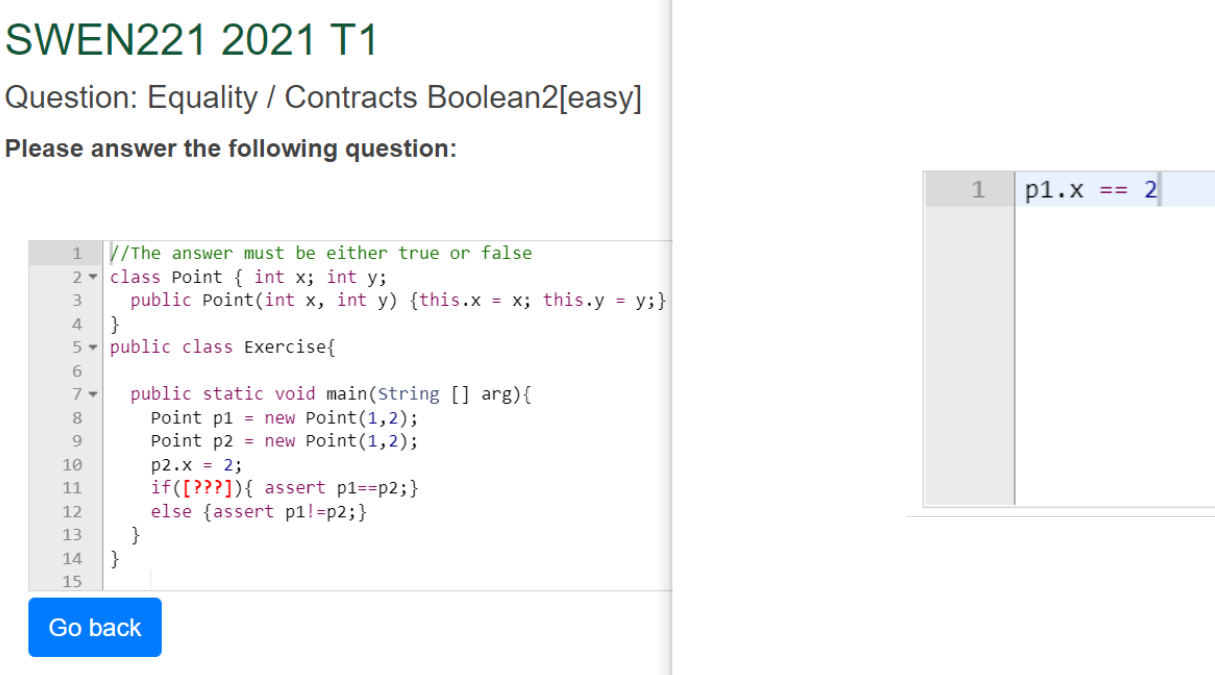 SWEN221 2021 T1
Question: Equality / Contracts Boolean2[easy]
Please answer the following question:
1 //The answer must be either true or false
2 class Point { int x; int y;
3 public Point(int x, int y) {this.x = x; this.y = y;}
4 }
5 public class Exercise{
6
7 public static void main(String [] arg){
8 Point p1 = new Point(1,2);
9 Point p2 = new Point(1,2);
10 p2.x = 2;
11 if([???]){ assert p1==p2;}
12 else {assert p1!=p2;}
13 }
14 }
15
Go back
1 p1.x == 2